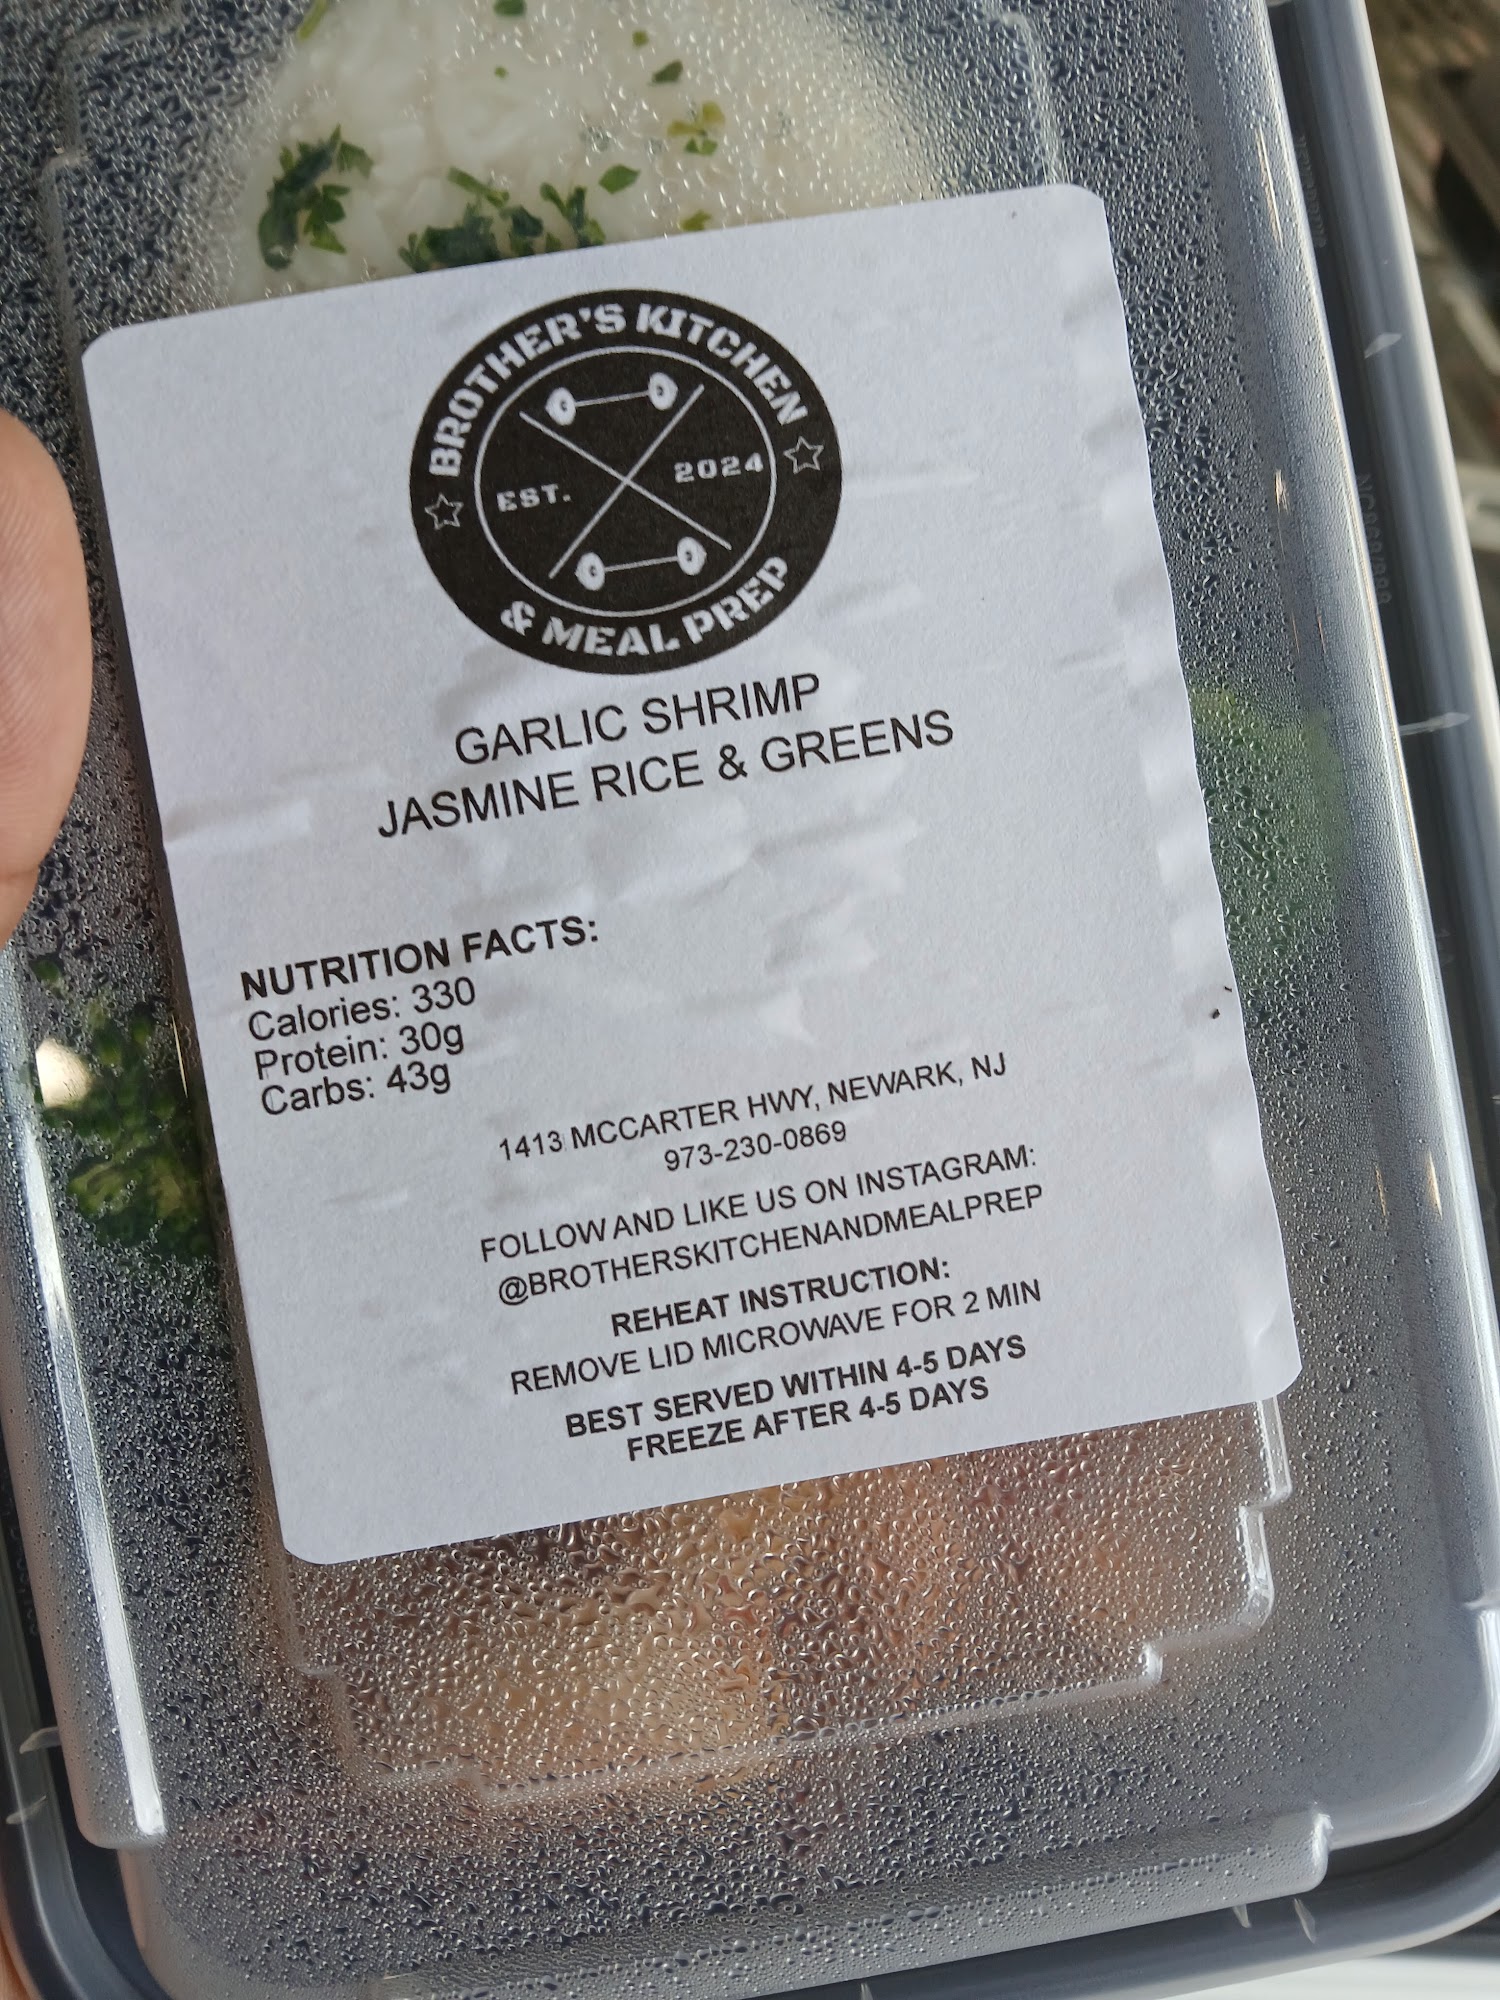 BROTHER'S KITCHEN
EST. 2024
& MEAL PREP
GARLIC SHRIMP
JASMINE RICE & GREENS
NUTRITION FACTS:
Calories: 330
Protein: 30g
Carbs: 43g
1413 MCCARTER HWY, NEWARK, NJ
973-230-0869
FOLLOW AND LIKE US ON INSTAGRAM:
@BROTHERSKITCHENANDMEALPREP
REHEAT INSTRUCTION:
REMOVE LID MICROWAVE FOR 2 MIN
BEST SERVED WITHIN 4-5 DAYS
FREEZE AFTER 4-5 DAYS